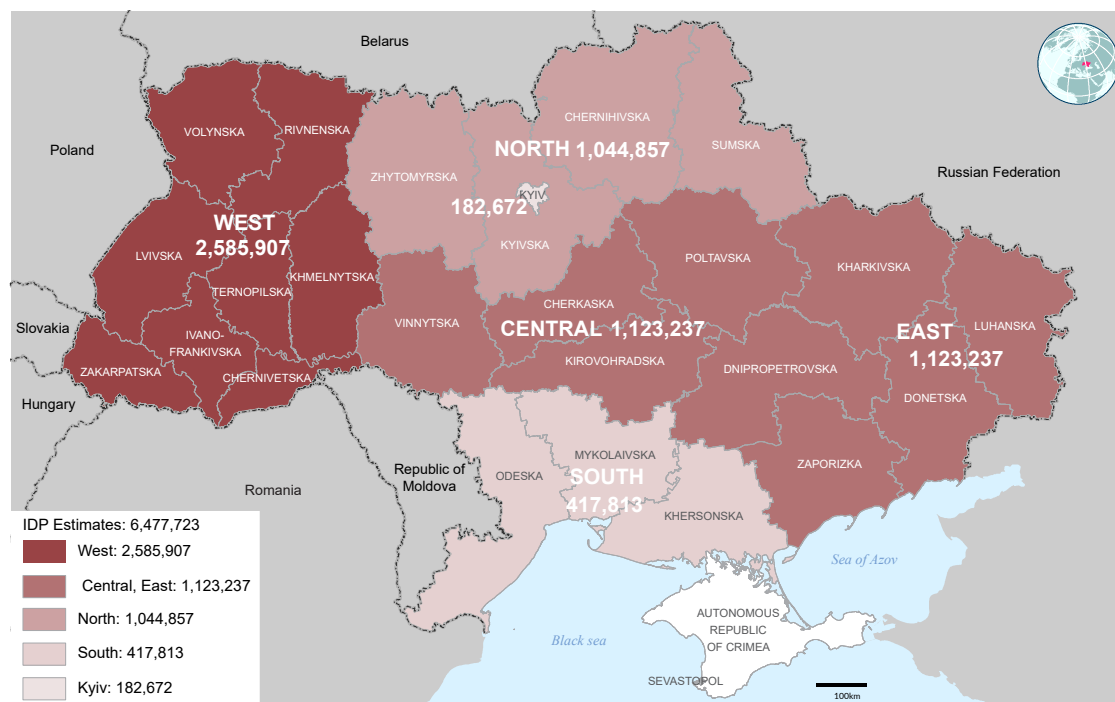 Belarus
Poland
Russian Federation
Slovakia
Hungary
Romania
Republic of
Moldova
VOLYNSKA
RIVNENSKA
CHERNIHIVSKA
SUMSKA
NORTH 1,044,857
ZHYTOMYRSKA
KYIV
182,672
KYIVSKA
WEST
2,585,907
LVIVSKA
TERNOPILSKA
KHMELNYTSKA
IVANO-
FRANKIVSKA
ZAKARPATSKA
CHERNIVETSKA
VINNYTSKA
CHERKASKA
POLTAVSKA
KHARKIVSKA
CENTRAL 1,123,237
KIROVOHRADSKA
DNIPROPETROVSKA
EAST
1,123,237
LUHANSKA
DONETSKA
ZAPORIZKA
ODESKA
MYKOLAIVSKA
SOUTH
417,813
KHERSONSKA
Sea of Azov
Black sea
AUTONOMOUS
REPUBLIC
OF CRIMEA
SEVASTOPOL
100km
IDP Estimates: 6,477,723
West: 2,585,907
Central, East: 1,123,237
North: 1,044,857
South: 417,813
Kyiv: 182,672